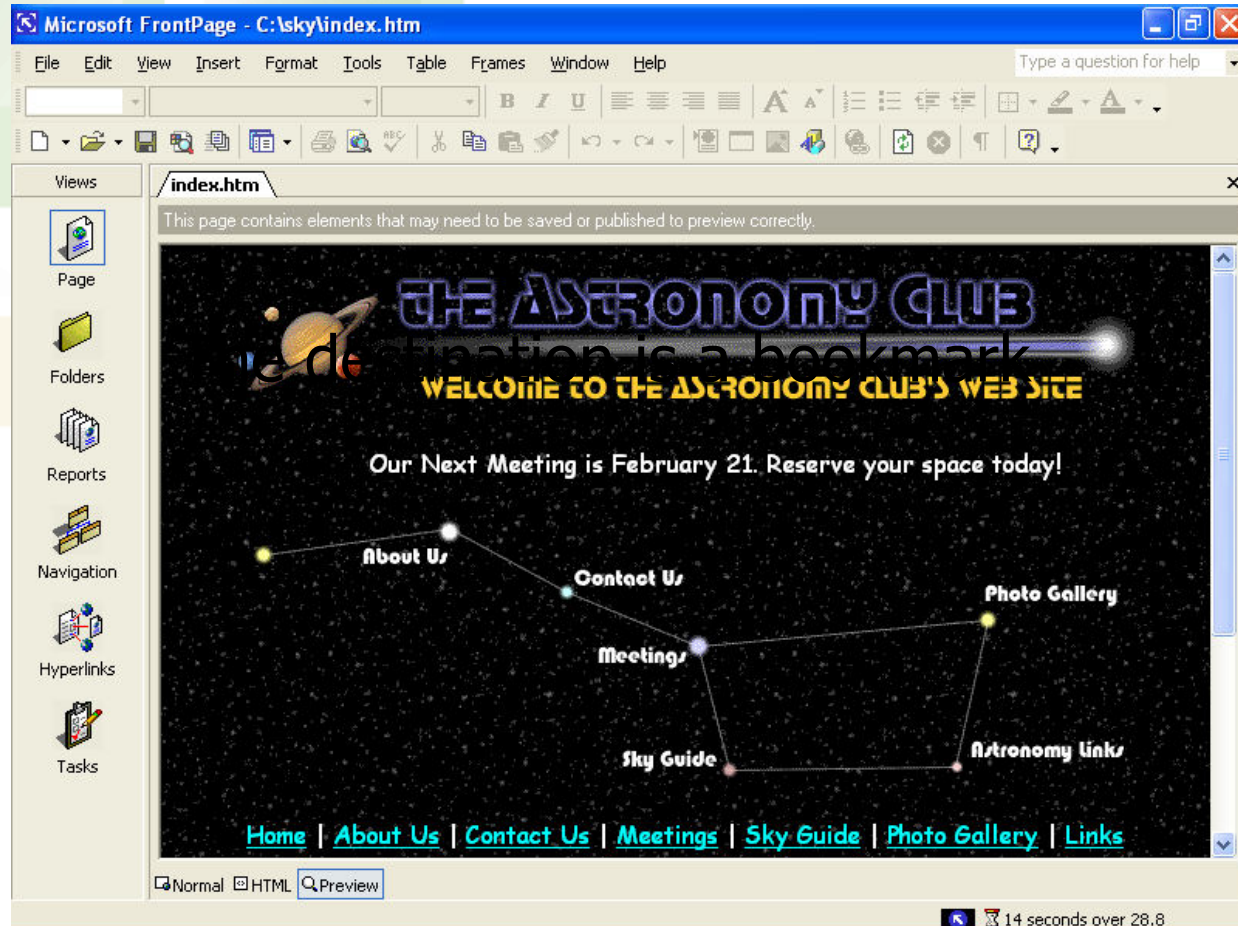 Microsoft FrontPage - C:\sky\index.htm
File Edit View Insert Format Tools Table Frames Window Help Type a question for help
B I U A A A
ABC
Views index.htm
This page contains elements that may need to be saved or published to preview correctly.
Page
Folders
Reports
Navigation
Hyperlinks
Tasks
the Astronomy Club
destination is a bookmark
Welcome to the Astronomy Club's Web Site
Our Next Meeting is February 21. Reserve your space today!
About Us
Contact Us
Photo Gallery
Meetings
Sky Guide
Astronomy Links
Home | About Us | Contact Us | Meetings | Sky Guide | Photo Gallery | Links
Normal HTML Preview
14 seconds over 28.8